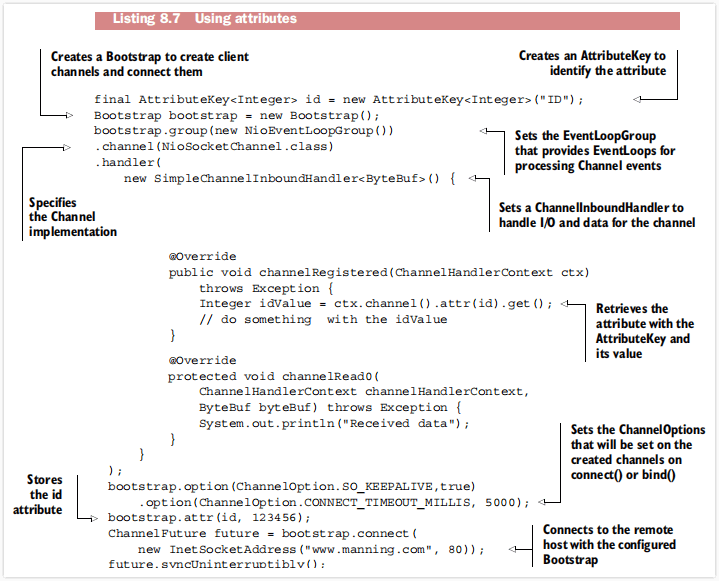 Listing 8.7 Using attributes
Creates a Bootstrap to create client
channels and connect them
Creates an AttributeKey to
identify the attribute
final AttributeKey<Integer> id = new AttributeKey<Integer>("ID");
Bootstrap bootstrap = new Bootstrap();
bootstrap.group(new NioEventLoopGroup())
.channel(NioSocketChannel.class)
.handler(
new SimpleChannelInboundHandler<ByteBuf>() {
Sets the EventLoopGroup
that provides EventLoops for
processing Channel events
Specifies
the Channel
implementation
Sets a ChannelInboundHandler to
handle I/O and data for the channel
@Override
public void channelRegistered(ChannelHandlerContext ctx)
throws Exception {
Integer idValue = ctx.channel().attr(id).get();
// do something with the idValue
}
Retrieves the
attribute with the
AttributeKey and
its value
@Override
protected void channelRead0(
ChannelHandlerContext channelHandlerContext,
ByteBuf byteBuf) throws Exception {
System.out.println("Received data");
}
}
);
Sets the ChannelOptions
that will be set on the
created channels on
connect() or bind()
Stores
the id
attribute
bootstrap.option(ChannelOption.SO_KEEPALIVE,true)
.option(ChannelOption.CONNECT_TIMEOUT_MILLIS, 5000);
bootstrap.attr(id, 123456);
ChannelFuture future = bootstrap.connect(
new InetSocketAddress("www.manning.com", 80));
future.syncUninterruptibly();
Connects to the remote
host with the configured
Bootstrap